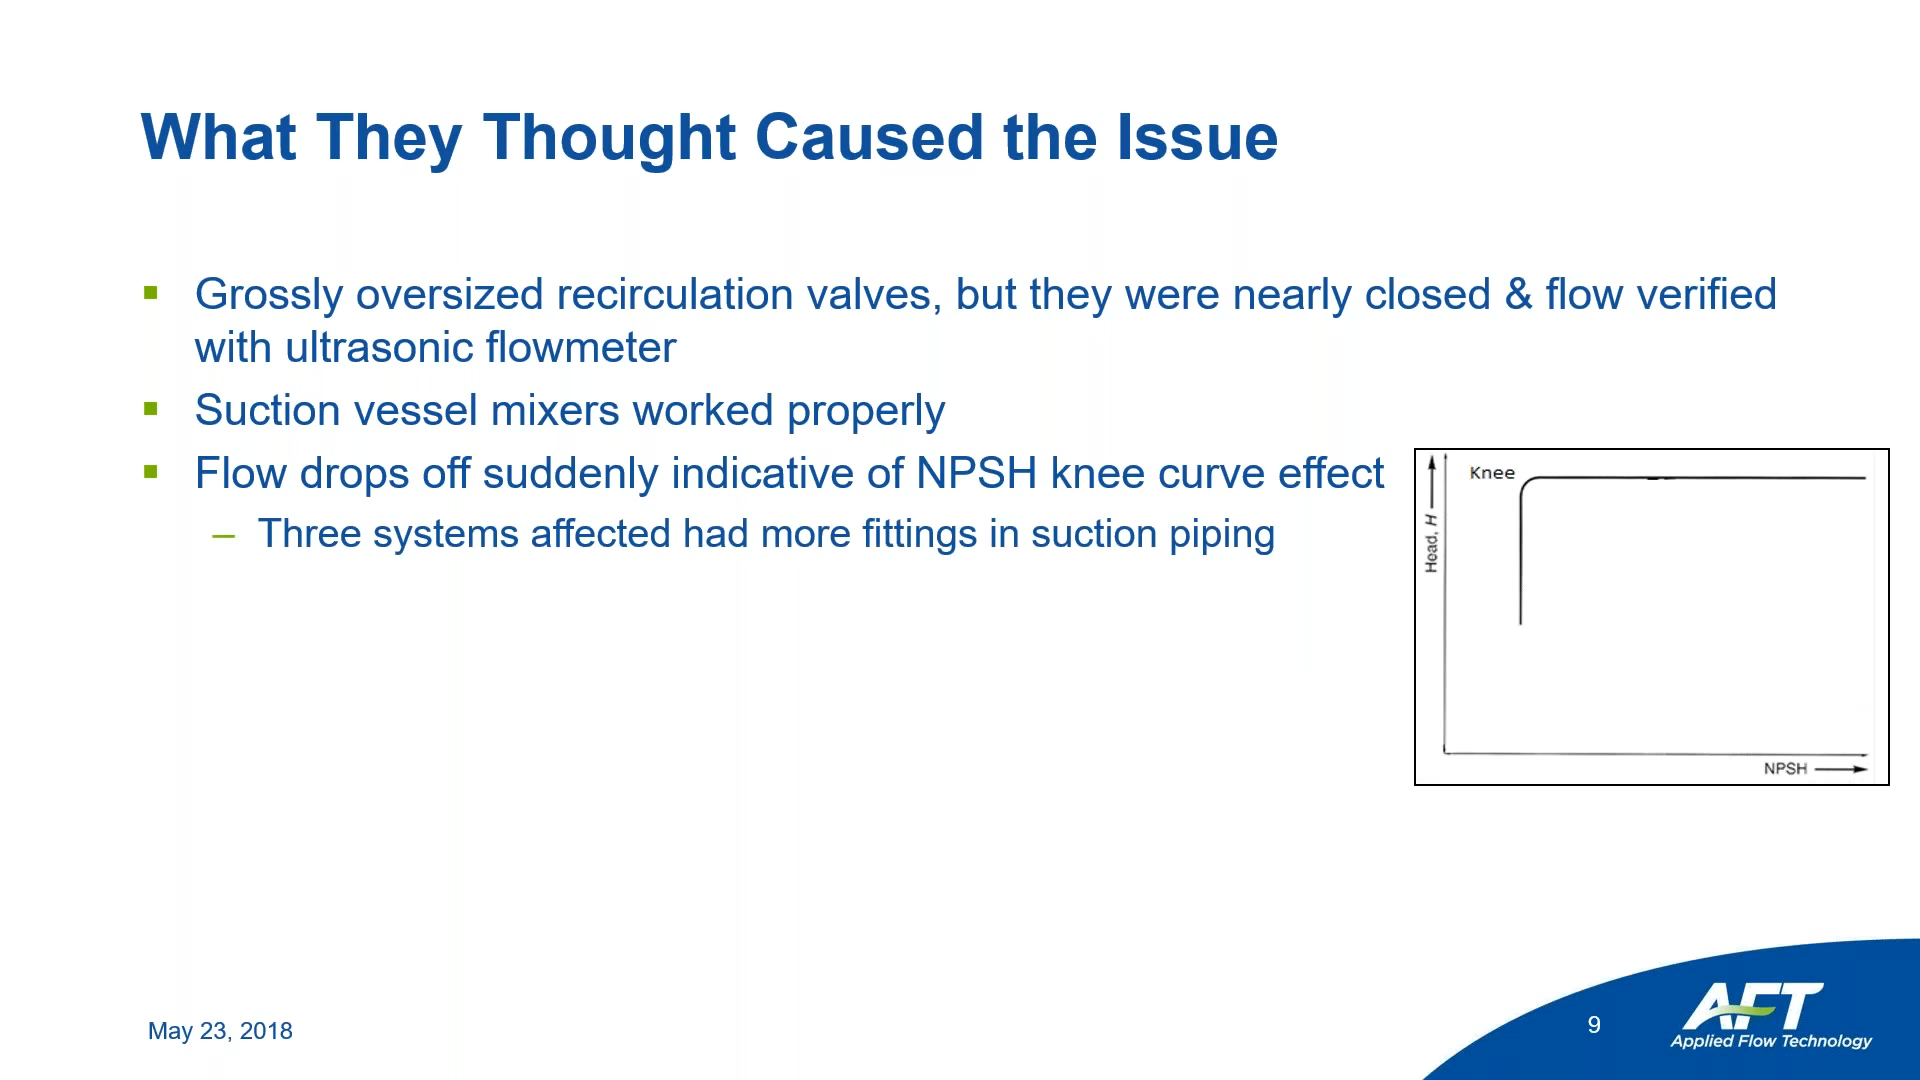 What They Thought Caused the Issue
▪ Grossly oversized recirculation valves, but they were nearly closed & flow verified
with ultrasonic flowmeter
▪ Suction vessel mixers worked properly
▪ Flow drops off suddenly indicative of NPSH knee curve effect
– Three systems affected had more fittings in suction piping
Knee
Head, H
NPSH
May 23, 2018
9
AFT
Applied Flow Technology